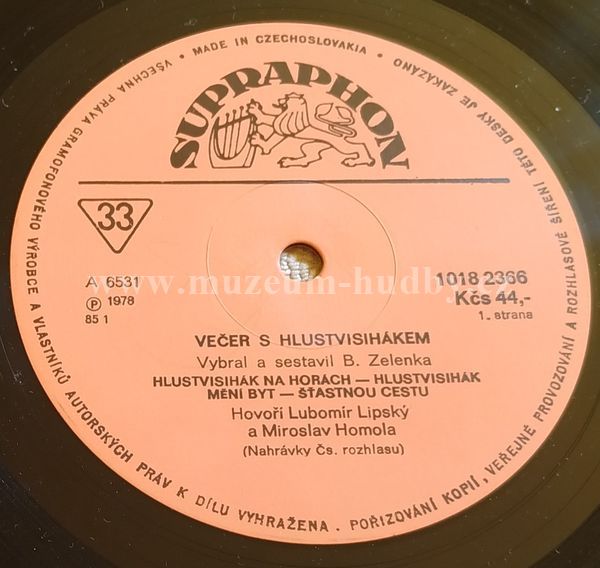 VŠECHNA PRÁVA GRAMOFONOVÉHO VÝROBCE A VLASTNÍKŮ AUTORSKÝCH PRÁV K DÍLU VYHRAŽENA. POŘIZOVÁNÍ KOPIÍ, VEŘEJNÉ PROVOZOVÁNÍ A ROZHLASOVÉ ŠÍŘENÍ TÉTO DESKY JE ZAKÁZÁNO • MADE IN CZECHOSLOVAKIA •
SUPRAPHON
33
A 6531
1018 2366
Ⓟ 1978
Kčs 44,-
85 1
1. strana
www.muzeum-hudby.cz
VEČER S HLUSTVISIHÁKEM
Vybral a sestavil B. Zelenka
HLUSTVISIHÁK NA HORÁCH — HLUSTVISIHÁK
MĚNÍ BYT — ŠŤASTNOU CESTU
Hovoří Lubomír Lipský
a Miroslav Homola
(Nahrávky Čs. rozhlasu)